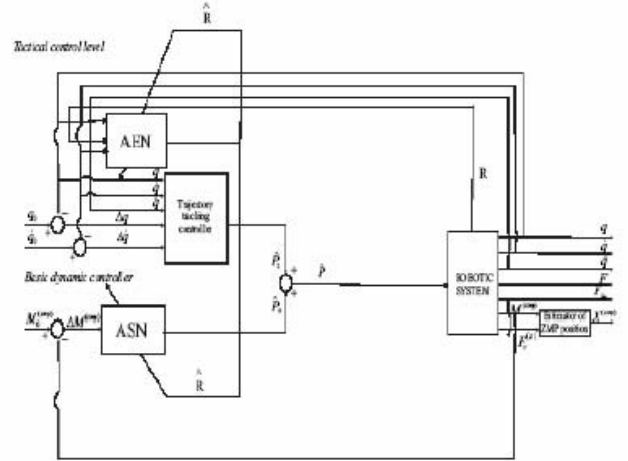 ^
R
Tactical control level
AEN
q
q̇
q̈
R
Trajectory
tracking
controller
q₀
Δq
q̇₀
Δq̇
P̂₁
P̂
ROBOTIC
SYSTEM
q
q̇
q̈
F
Basic dynamic controller
P̂₂
ASN
ΔM
Estimator of
ZMP position
^
R